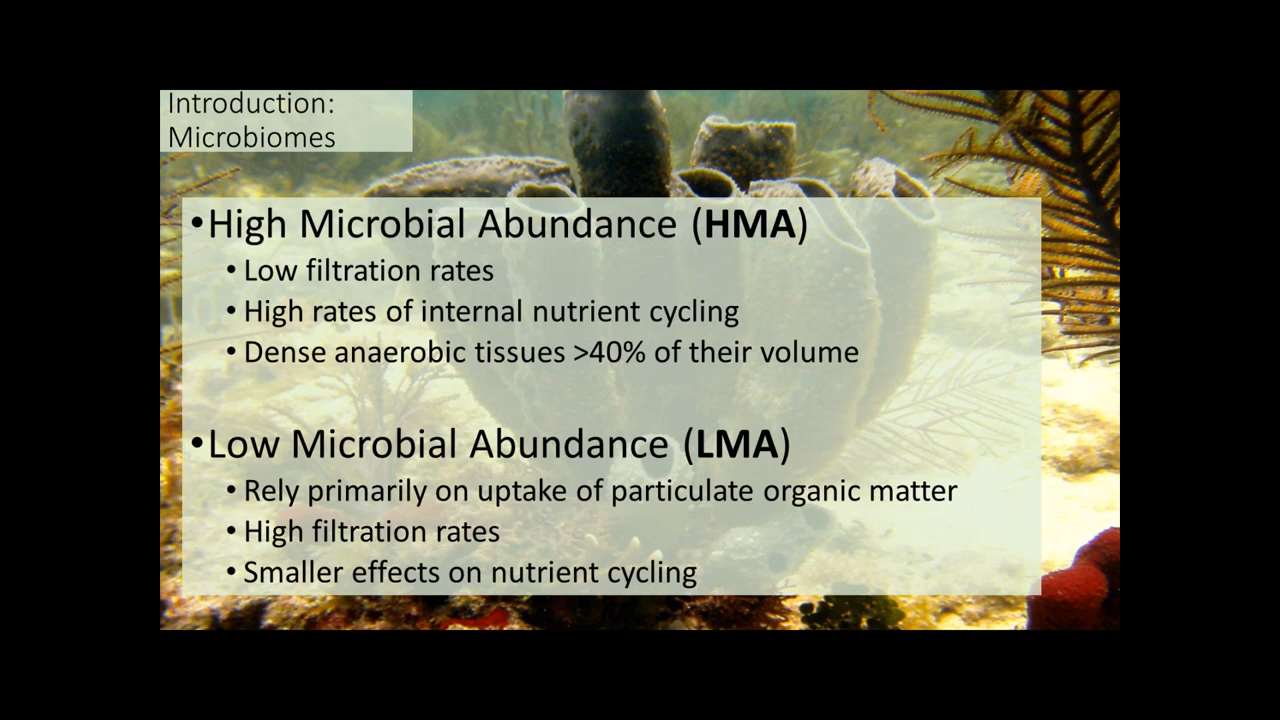 Introduction:
Microbiomes
•High Microbial Abundance (HMA)
•Low filtration rates
•High rates of internal nutrient cycling
•Dense anaerobic tissues >40% of their volume
•Low Microbial Abundance (LMA)
•Rely primarily on uptake of particulate organic matter
•High filtration rates
•Smaller effects on nutrient cycling